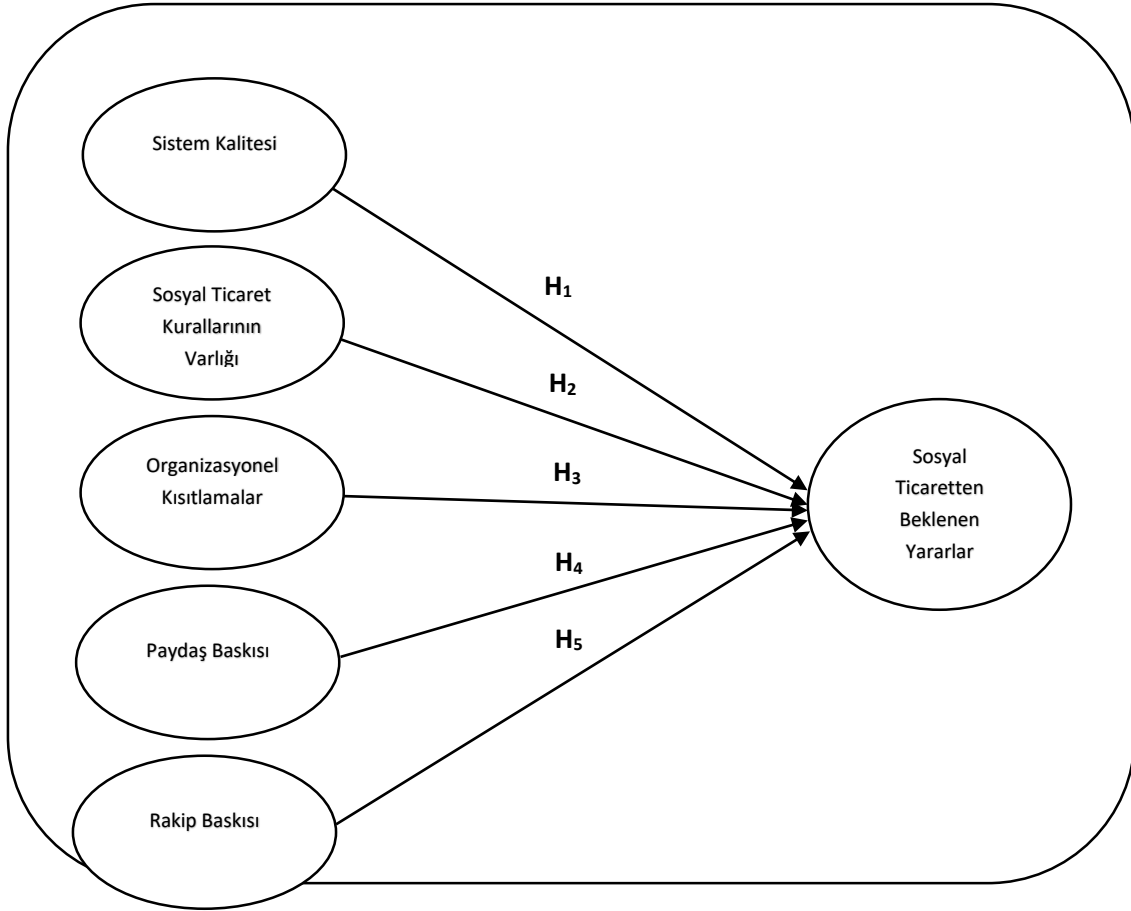 Sistem Kalitesi
Sosyal Ticaret
Kurallarının
Varlığı
Organizasyonel
Kısıtlamalar
Paydaş Baskısı
Rakip Baskısı
H1
H2
H3
H4
H5
Sosyal
Ticaretten
Beklenen
Yararlar